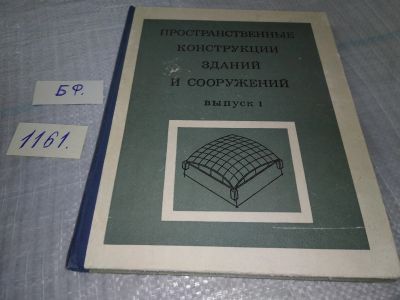 ПРОСТРАНСТВЕННЫЕ
КОНСТРУКЦИИ
ЗДАНИЙ
И СООРУЖЕНИЙ
ВЫПУСК 1
БФ.
1161.